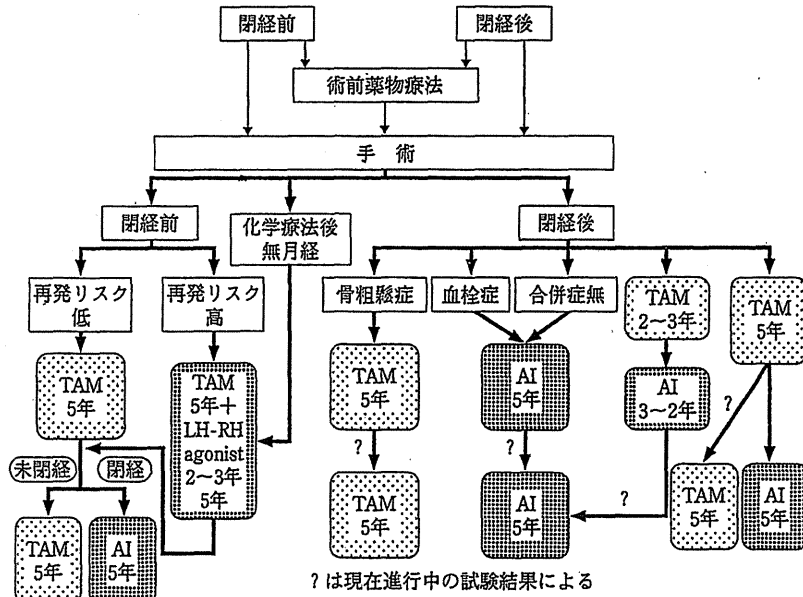 閉経前
閉経後
術前薬物療法
手 術
閉経前
化学療法後
無月経
閉経後
再発リスク
低
再発リスク
高
骨粗鬆症
血栓症
合併症無
TAM
2～3年
TAM
5年
TAM
5年
TAM
5年＋
LH-RH
agonist
2～3年
5年
TAM
5年
AI
5年
AI
3～2年
?
?
?
未閉経
閉経
?
TAM
5年
AI
5年
TAM
5年
AI
5年
TAM
5年
AI
5年
?は現在進行中の試験結果による